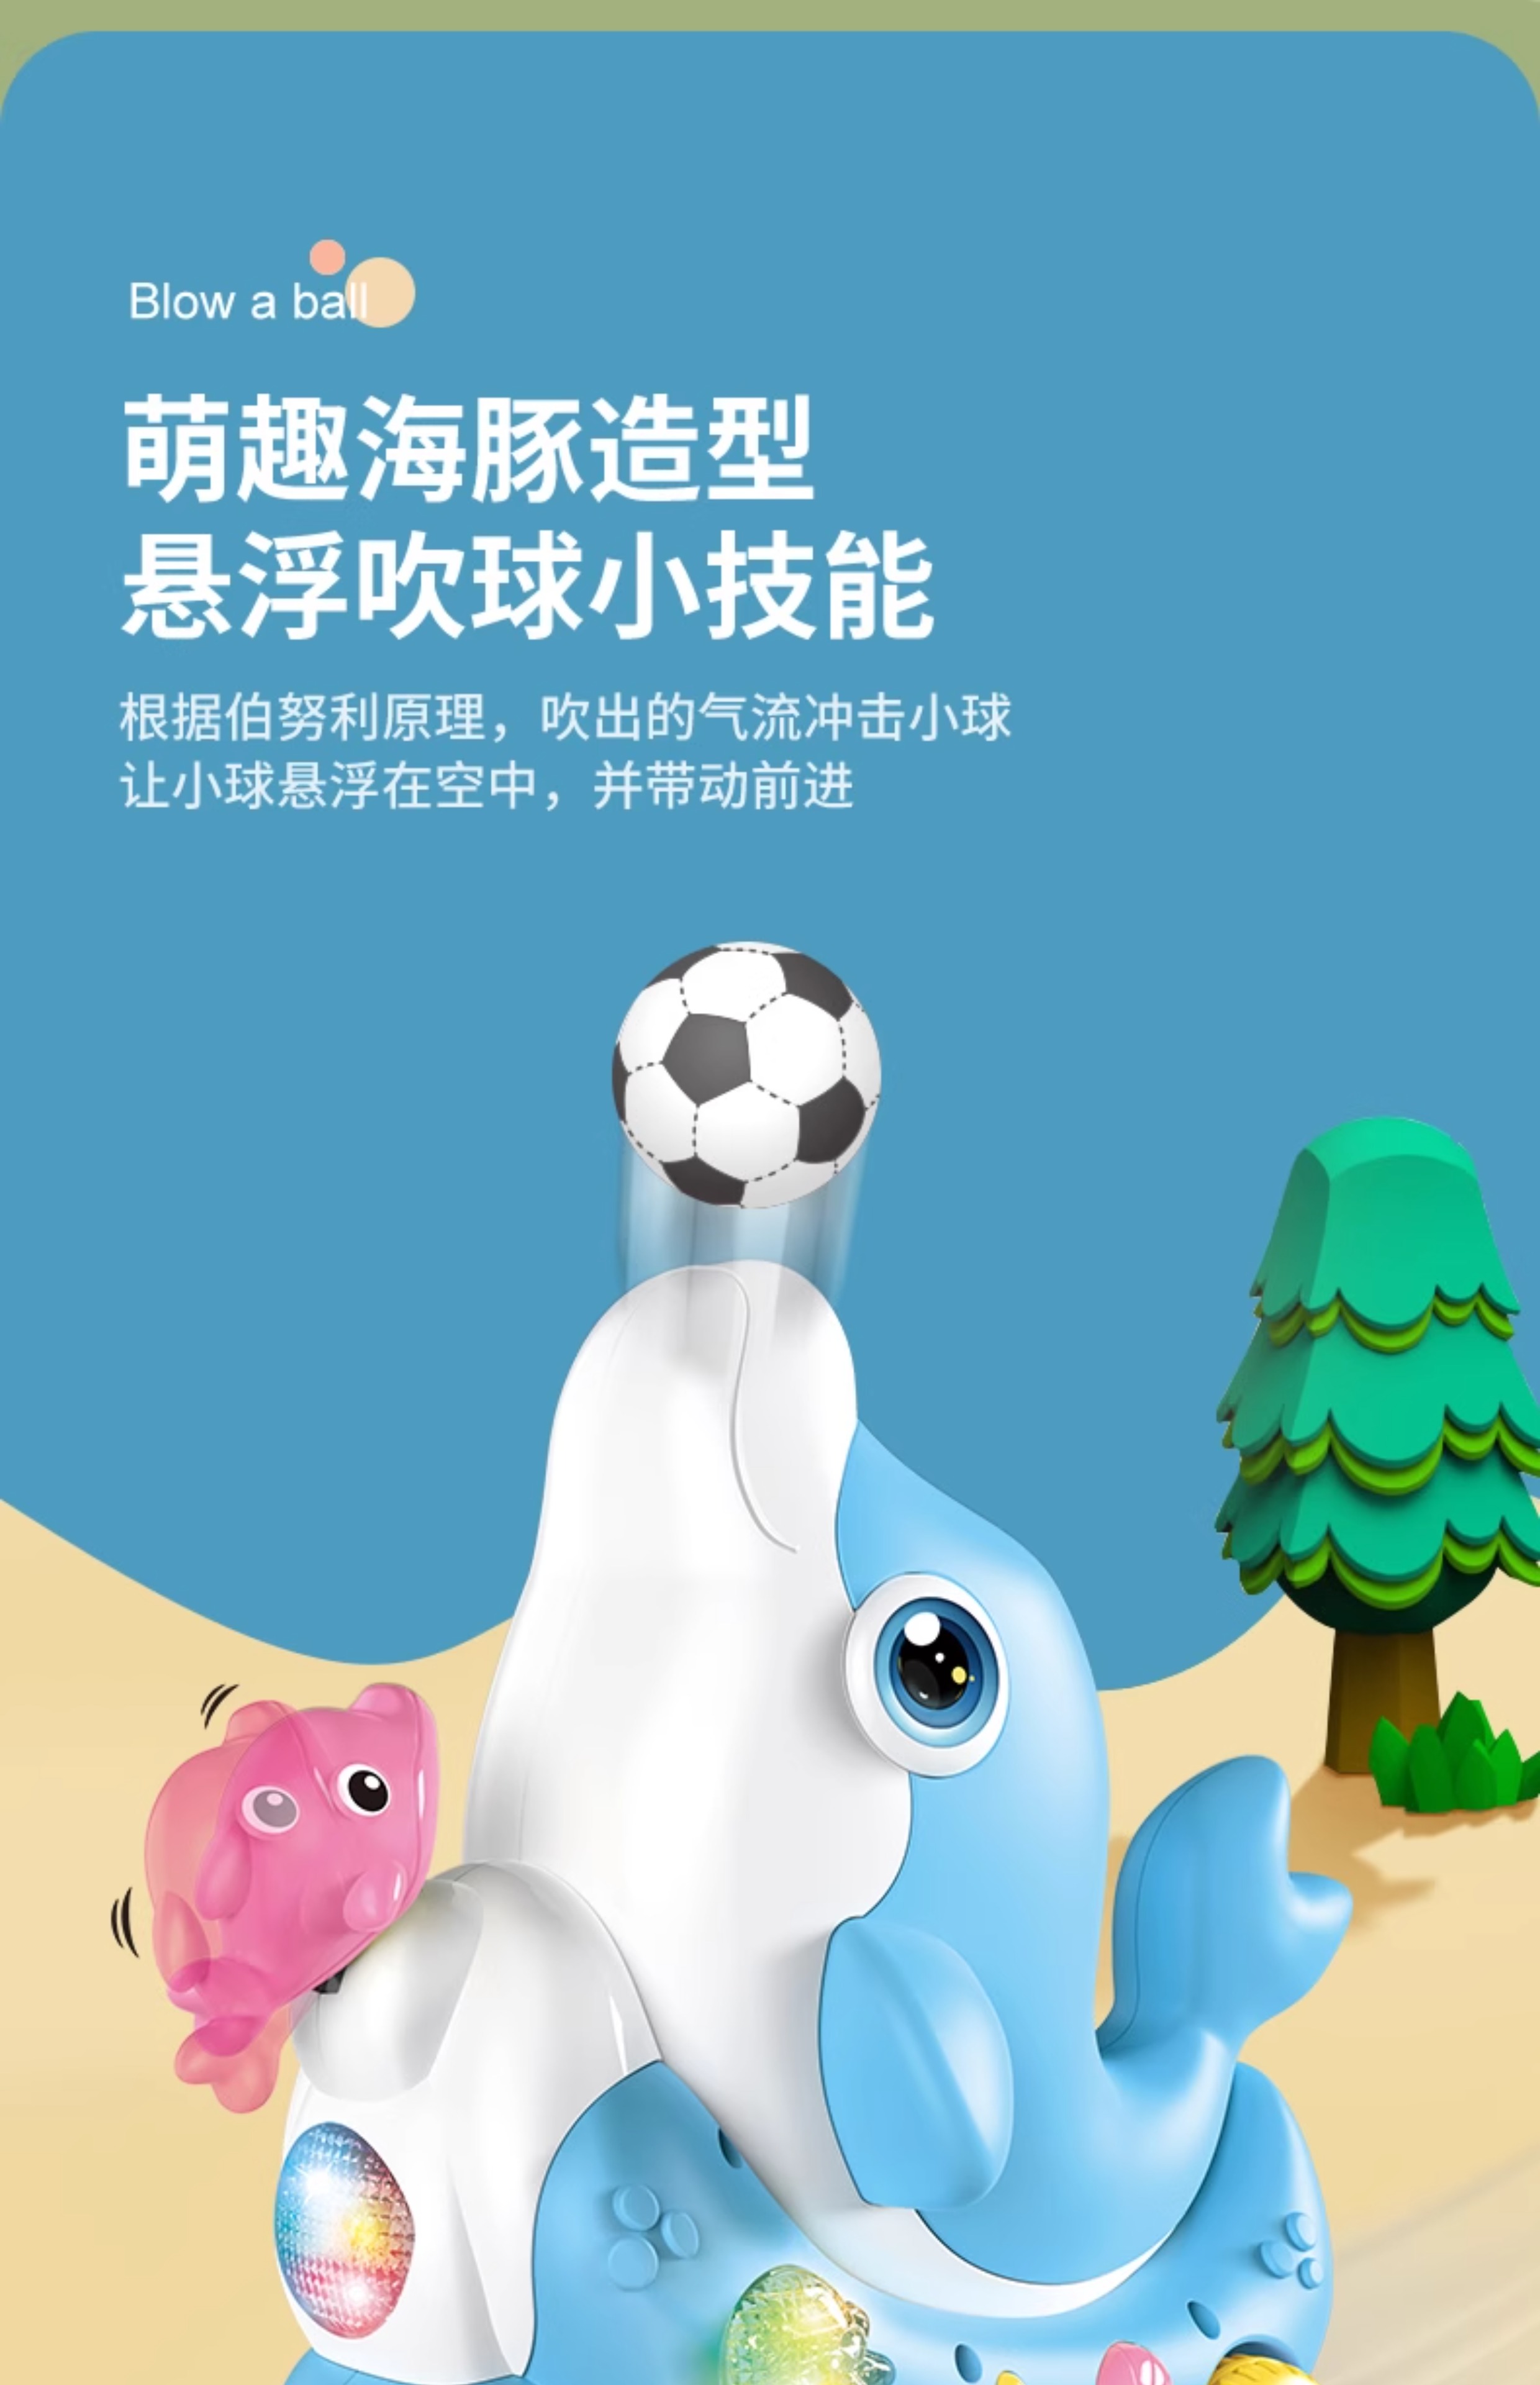 Blow a ball
萌趣海豚造型
悬浮吹球小技能
根据伯努利原理，吹出的气流冲击小球
让小球悬浮在空中，并带动前进